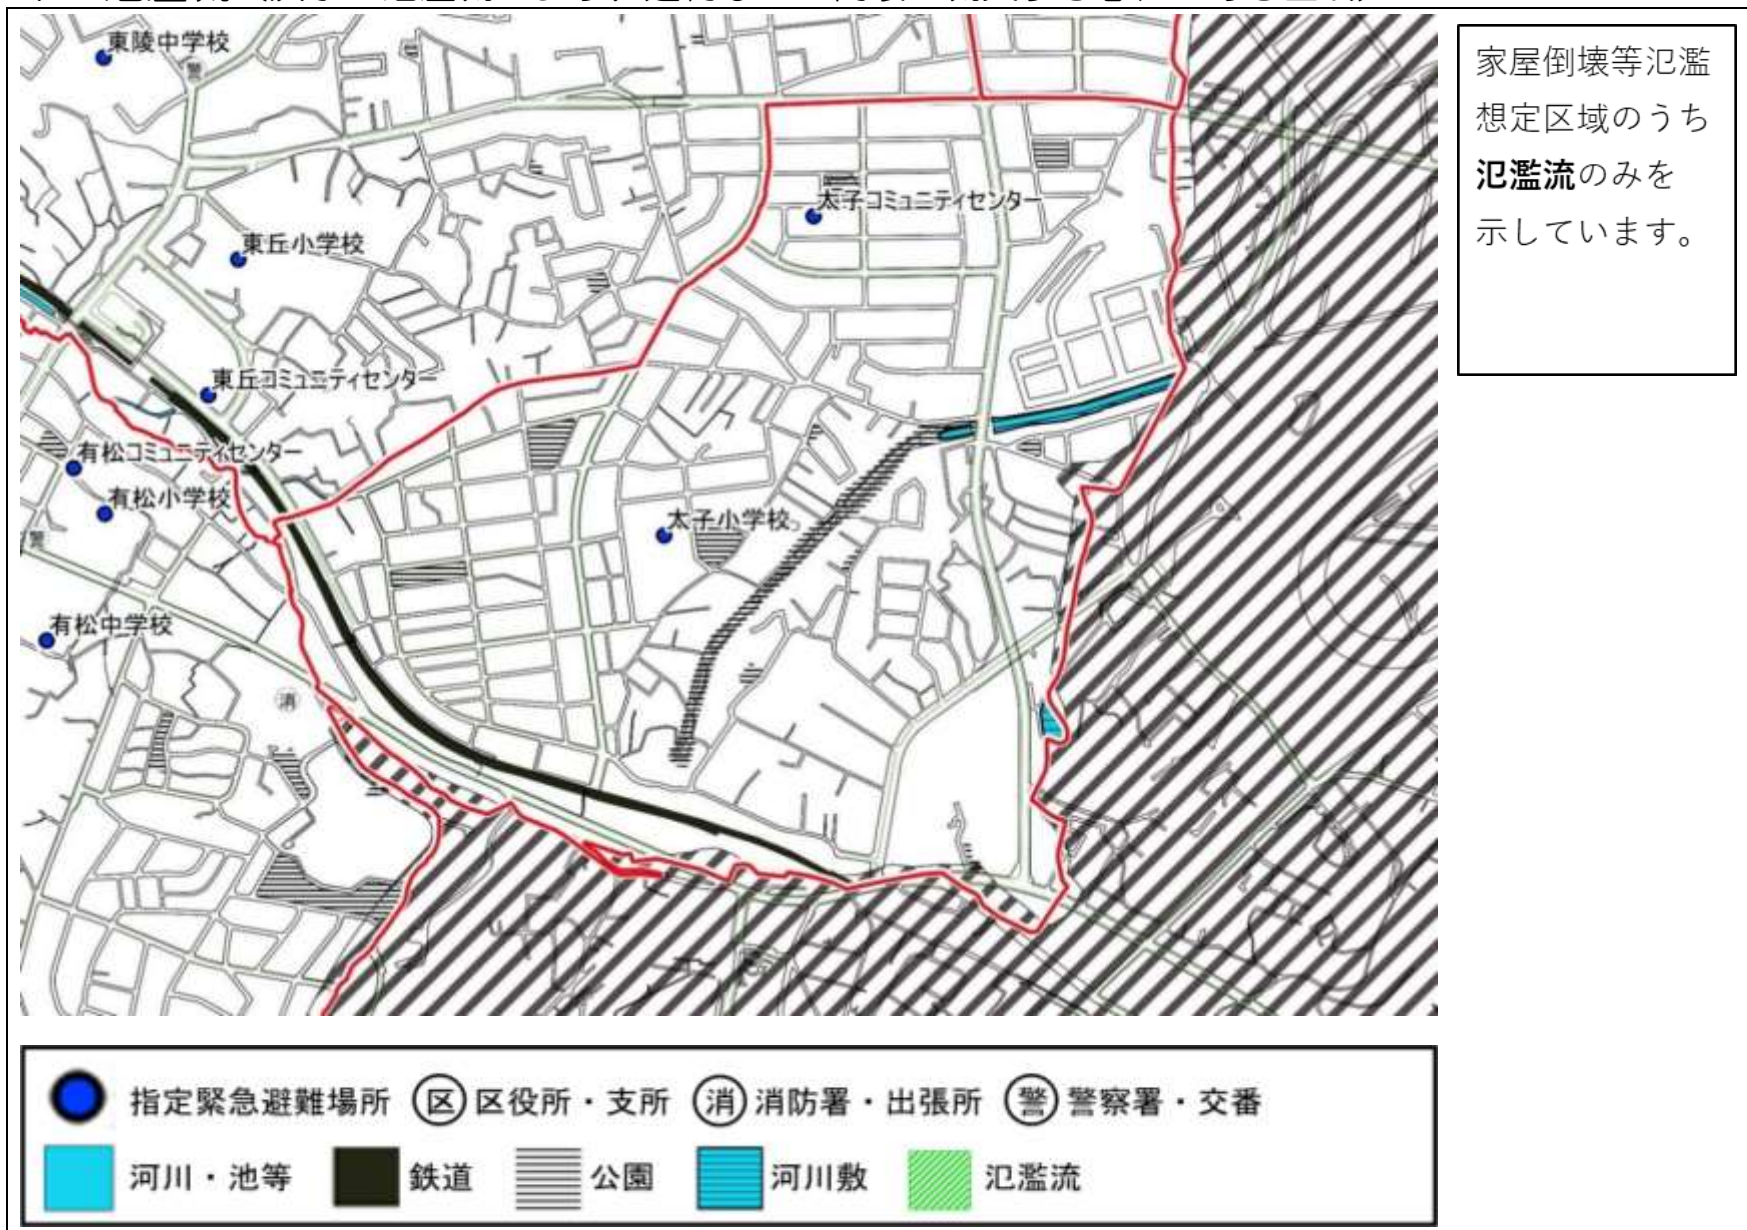 東陵中学校
警
太子コミュニティセンター
東丘小学校
東丘コミュニティセンター
有松コミュニティセンター
有松小学校
警
太子小学校
有松中学校
消
家屋倒壊等氾濫
想定区域のうち
氾濫流のみを
示しています。
指定緊急避難場所 区 区役所・支所 消 消防署・出張所 警 警察署・交番
河川・池等 鉄道 公園 河川敷 氾濫流